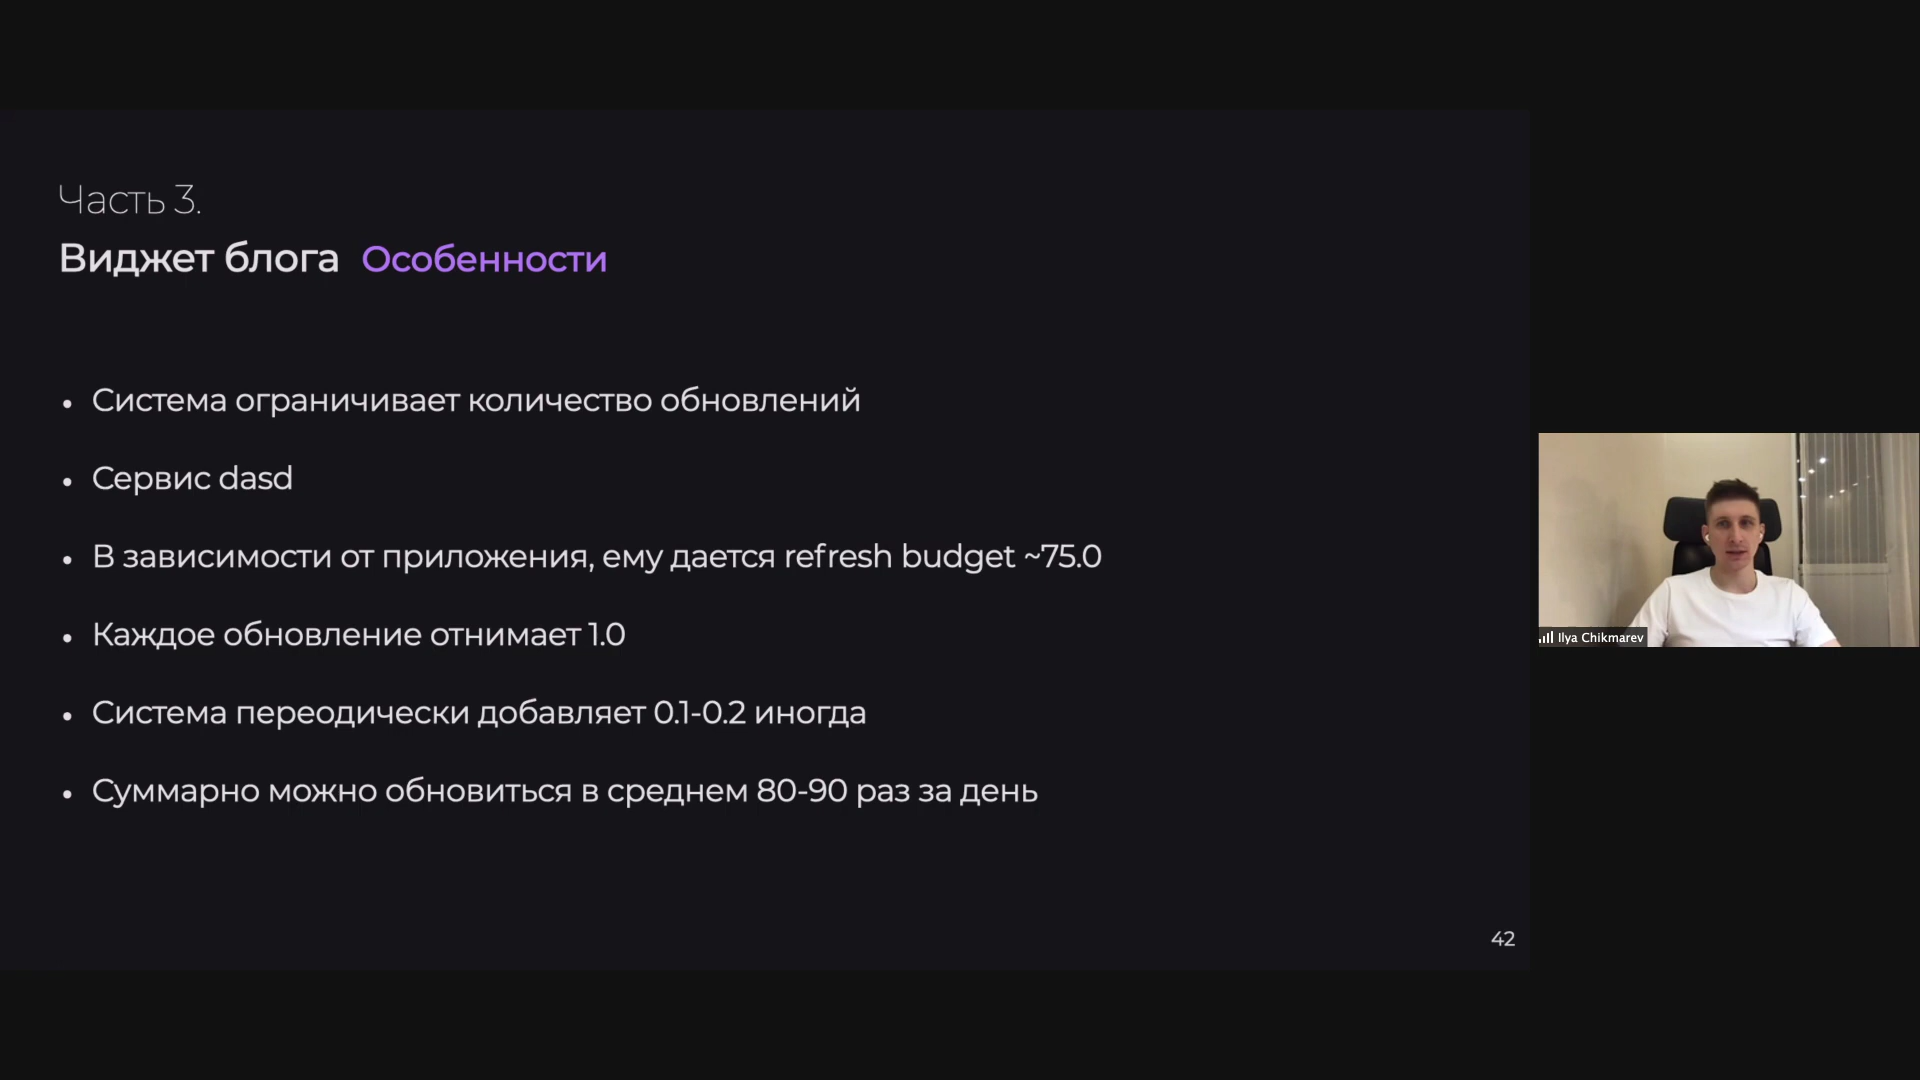 Часть 3.
Виджет блога Особенности
• Система ограничивает количество обновлений
• Сервис dasd
• В зависимости от приложения, ему дается refresh budget ~75.0
• Каждое обновление отнимает 1.0
• Система переодически добавляет 0.1-0.2 иногда
• Суммарно можно обновиться в среднем 80-90 раз за день
42
Ilya Chikmarev